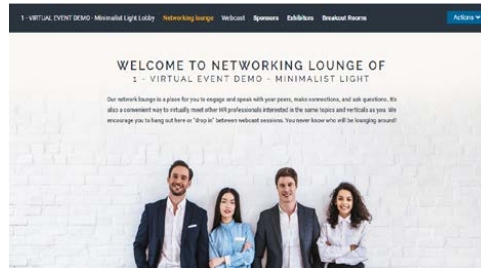 1 - VIRTUAL EVENT DEMO - Minimalist Light Lobby Networking lounge Webcast Sponsors Exhibitors Breakout Rooms Actions
WELCOME TO NETWORKING LOUNGE OF
1 - VIRTUAL EVENT DEMO - MINIMALIST LIGHT
Our network lounge is a place for you to engage and speak with your peers, make connections, and ask questions. It's
also a convenient way to virtually meet other HR professionals interested in the same topics and verticals as you. We
encourage you to hang out here or "drop in" between webcast sessions. You never know who will be lounging around!